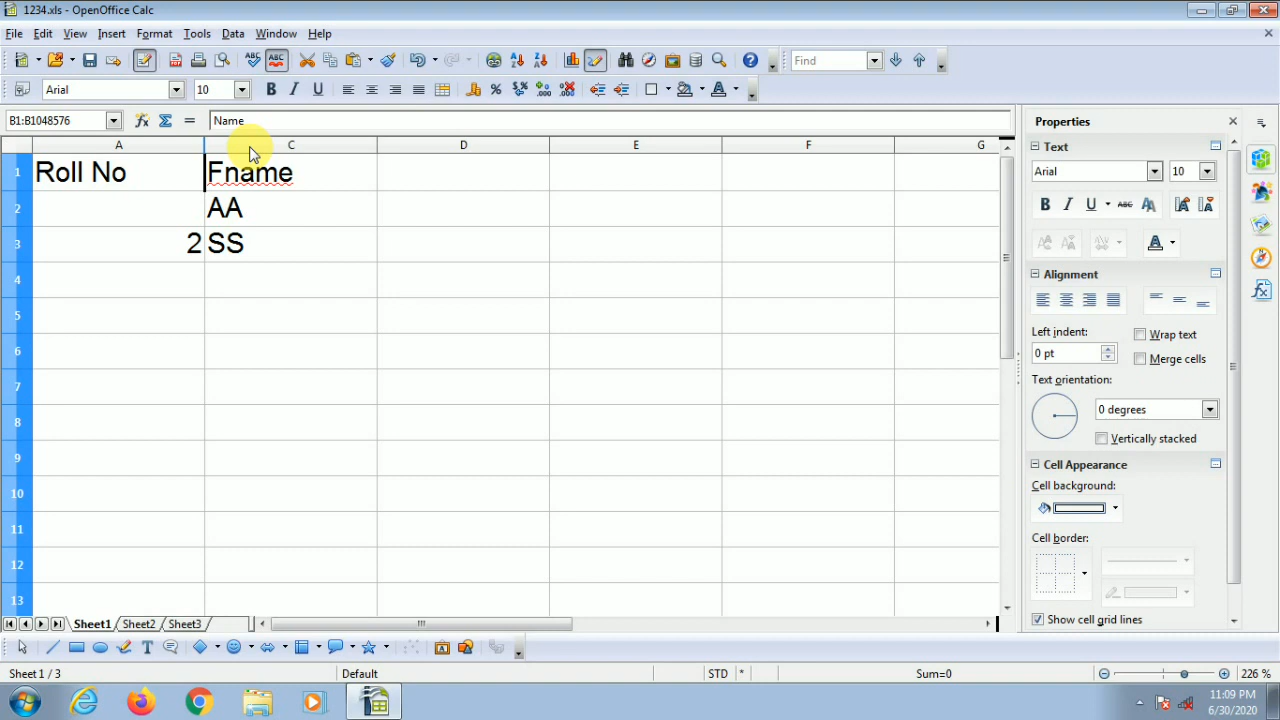 1234.xls - OpenOffice Calc
File Edit View Insert Format Tools Window Data Help
Find
Arial 10
B1:B1048576 Name
A C D E F G
1 Roll No Fname
2 AA
3 2 SS
4
5
6
7
8
9
10
11
12
13
Sheet1 Sheet2 Sheet3
Sheet 1 / 3 Default STD * Sum=0 226 %
Properties
Text
Arial 10
Alignment
Left indent:
0 pt
Wrap text
Merge cells
Text orientation:
0 degrees
Vertically stacked
Cell Appearance
Cell background:
Cell border:
Show cell grid lines
11:09 PM
6/30/2020